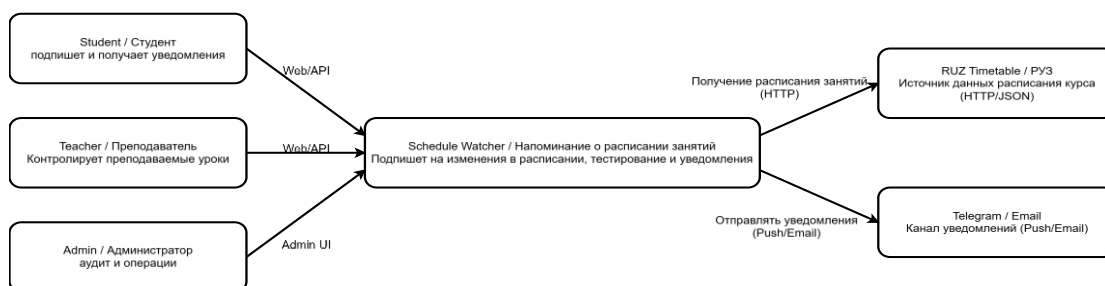 Student / Студент
подпишет и получает уведомления
Web/API
Teacher / Преподаватель
Контролирует преподаваемые уроки
Web/API
Admin / Администратор
аудит и операции
Admin UI
Schedule Watcher / Напоминание о расписании занятий
Подпишет на изменения в расписании, тестирование и уведомления
Получение расписания занятий
(HTTP)
RUZ Timetable / РУЗ
Источник данных расписания курса
(HTTP/JSON)
Отправлять уведомления
(Push/Email)
Telegram / Email
Канал уведомлений (Push/Email)